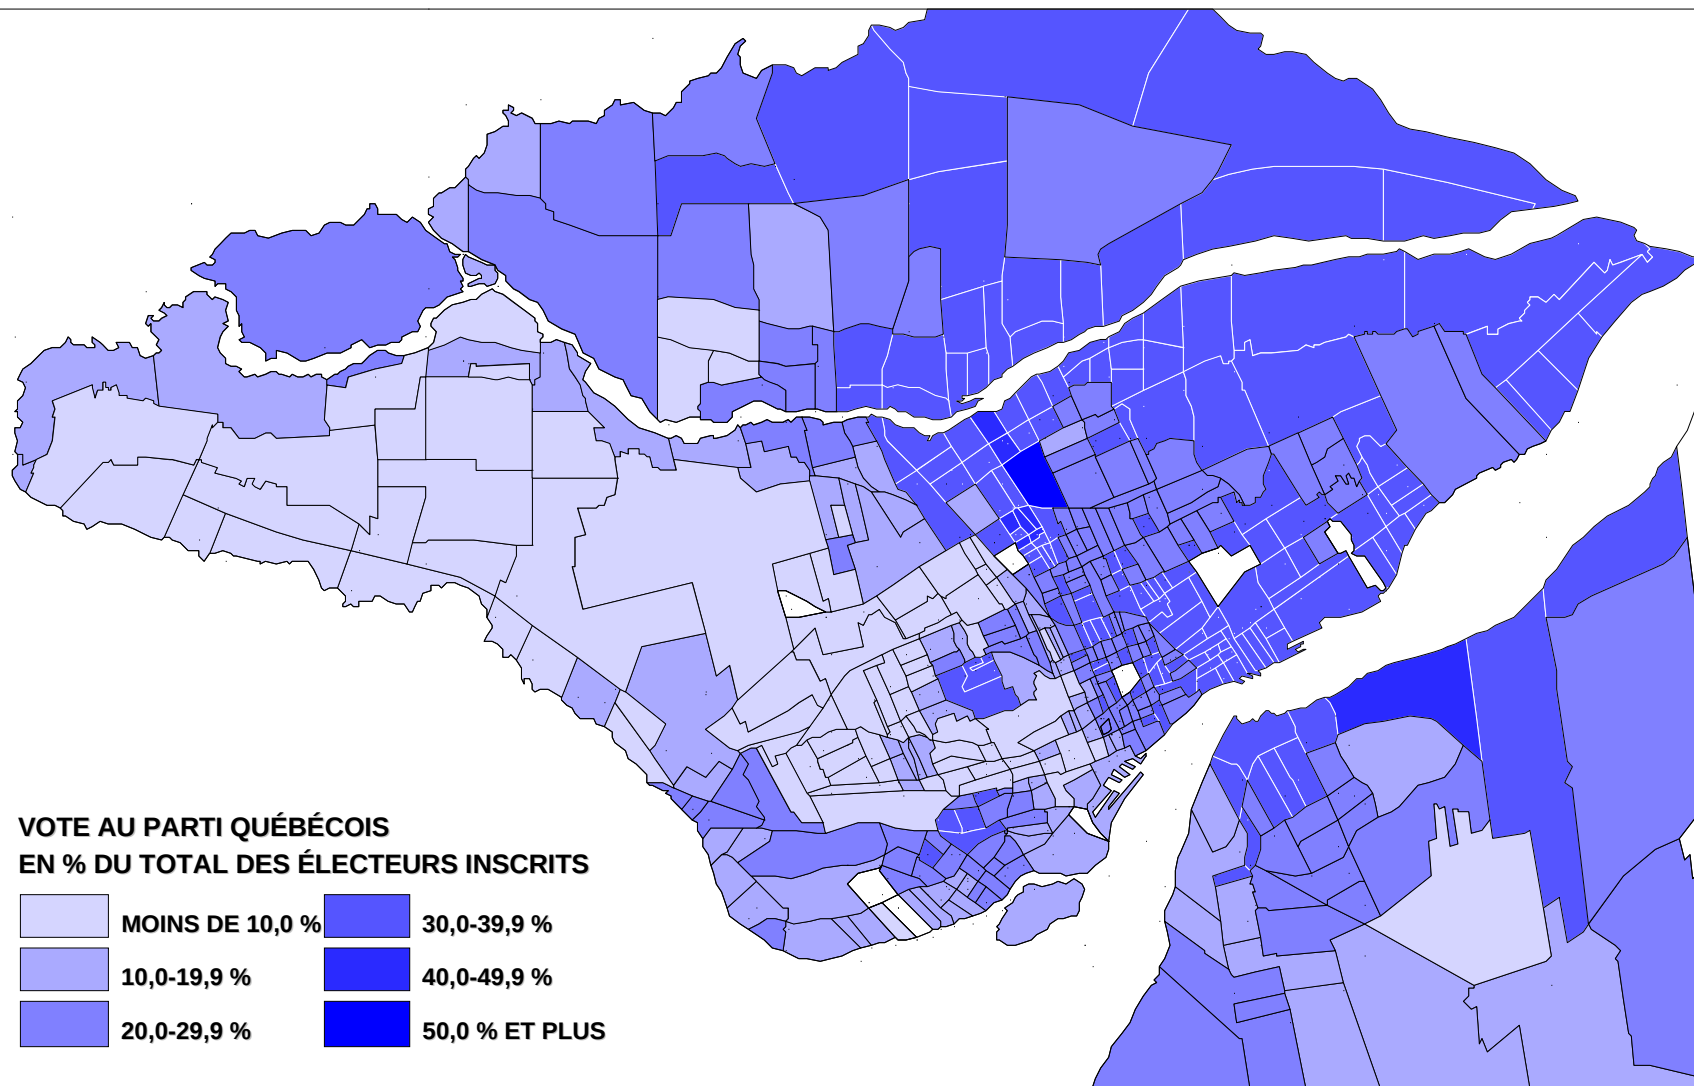 VOTE AU PARTI QUÉBÉCOIS
EN % DU TOTAL DES ÉLECTEURS INSCRITS
MOINS DE 10,0 %
30,0-39,9 %
10,0-19,9 %
40,0-49,9 %
20,0-29,9 %
50,0 % ET PLUS